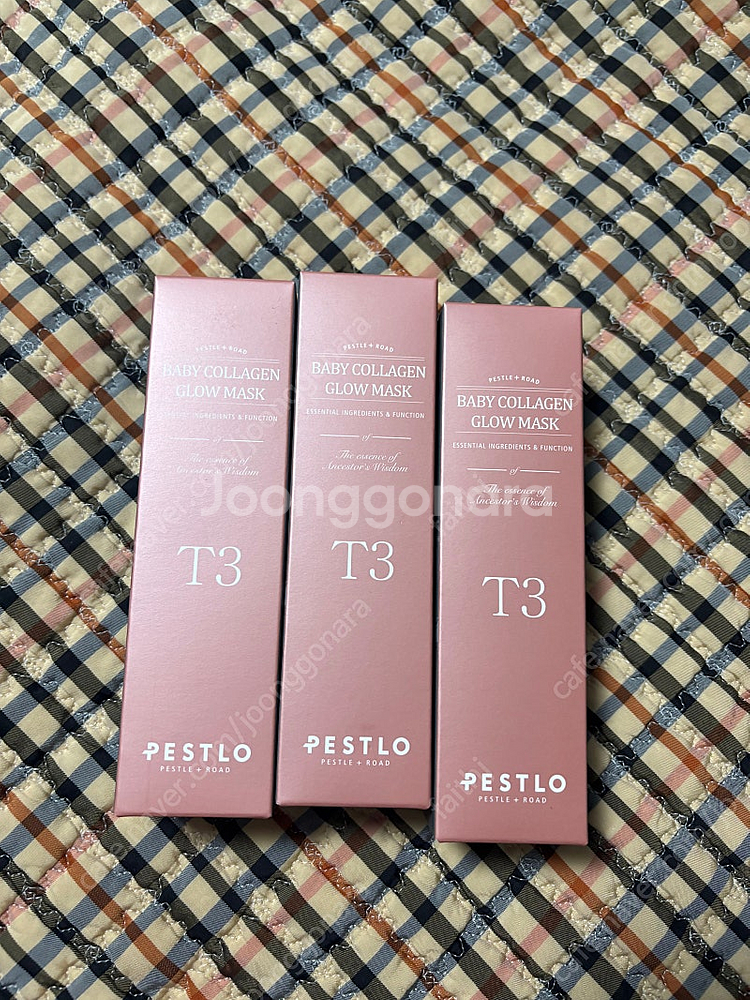 PESTLE + ROAD
BABY COLLAGEN
GLOW MASK
ESSENTIAL INGREDIENTS & FUNCTION
of
The essence of
Ancestor's Wisdom
T3
PESTLO
PESTLE + ROAD
PESTLE + ROAD
BABY COLLAGEN
GLOW MASK
ESSENTIAL INGREDIENTS & FUNCTION
of
The essence of
Ancestor's Wisdom
T3
PESTLO
PESTLE + ROAD
PESTLE + ROAD
BABY COLLAGEN
GLOW MASK
ESSENTIAL INGREDIENTS & FUNCTION
of
The essence of
Ancestor's Wisdom
T3
PESTLO
PESTLE + ROAD
Joonggonara